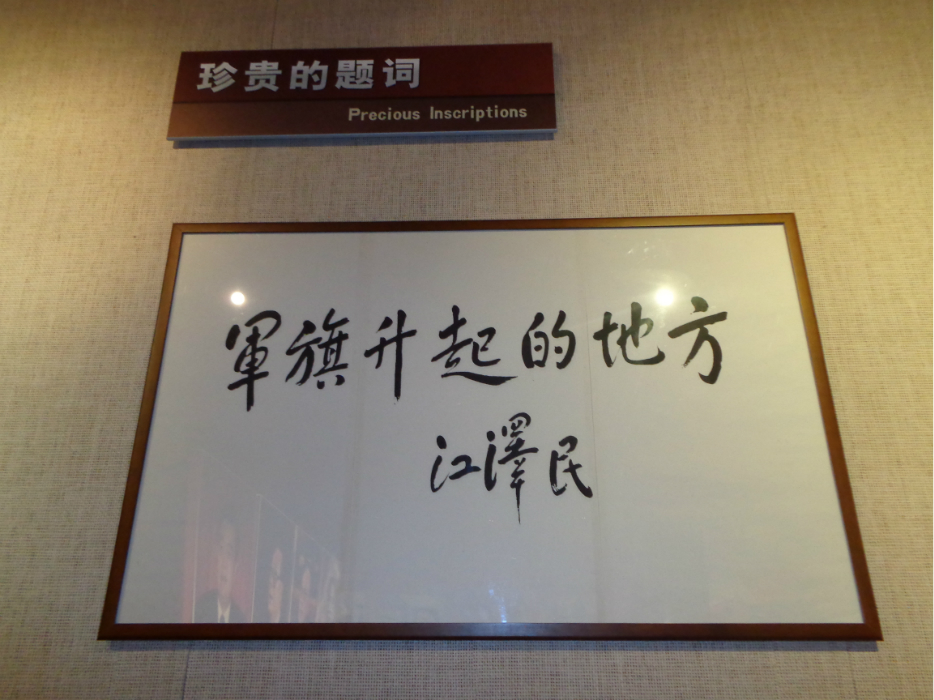 珍贵的题词
Precious Inscriptions
軍旗升起的地方
江澤民